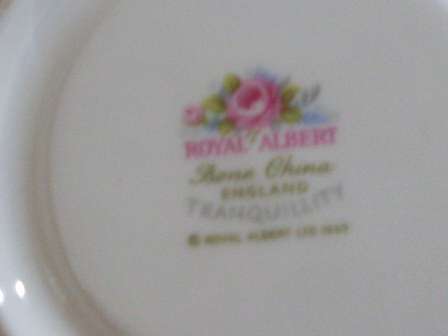 ROYAL ALBERT
Bone China
ENGLAND
TRANQUILLITY
© ROYAL ALBERT LTD